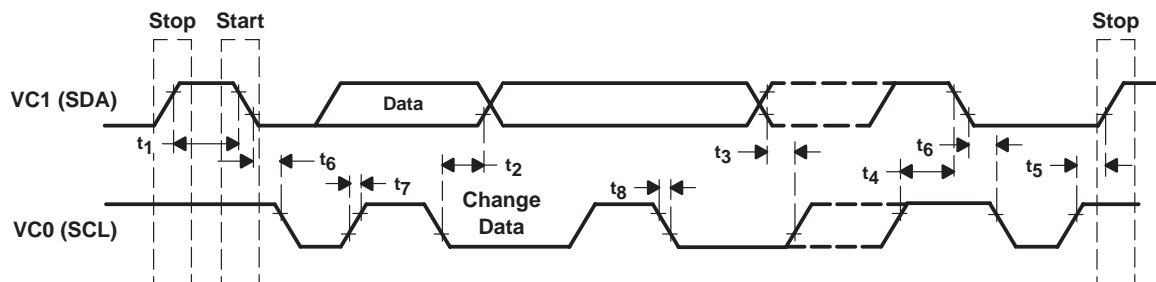 Stop Start Stop
VC1 (SDA)
Data
t1
t6
t2
t3
t6
t7
t8
t4
t5
Change
Data
VC0 (SCL)